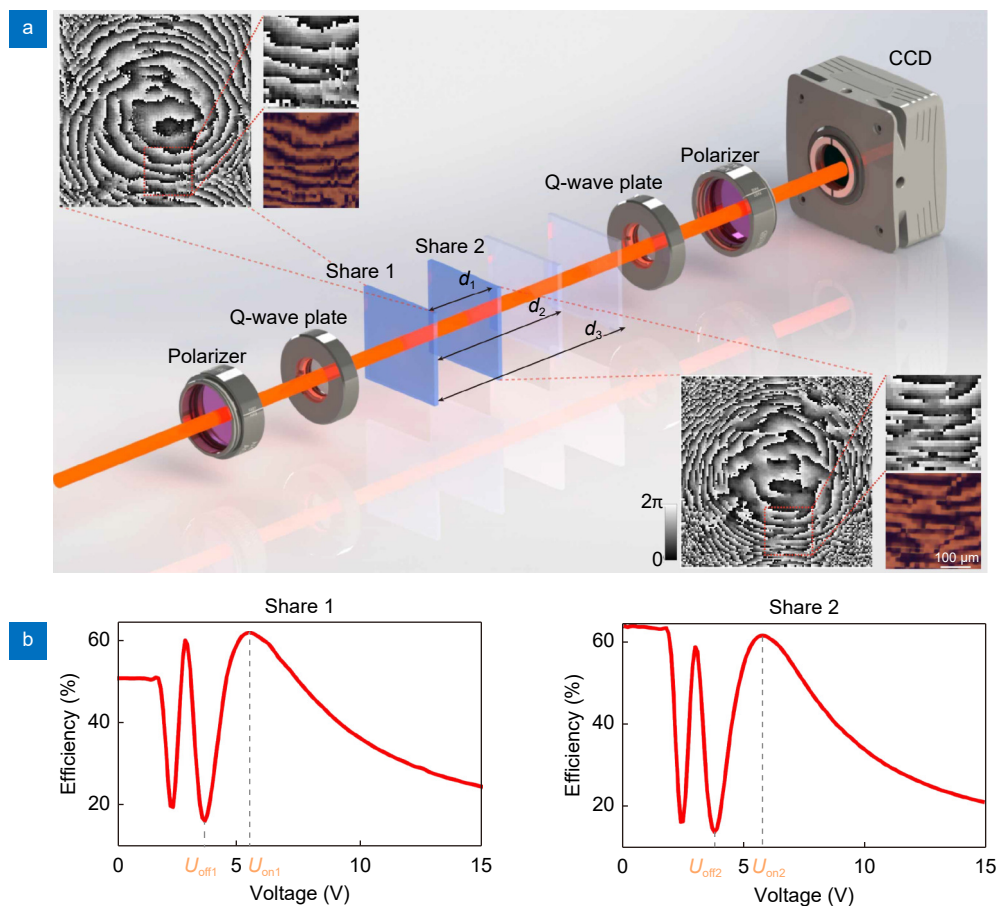 a
CCD
Polarizer
Q-wave plate
Share 2
Share 1
d1
d2
d3
Q-wave plate
Polarizer
2π
0
100 μm
b
Share 1
Share 2
60
40
20
Efficiency (%)
0
Uoff1
5
Uon1
10
15
Voltage (V)
60
40
20
Efficiency (%)
0
Uoff2
5
Uon2
10
15
Voltage (V)